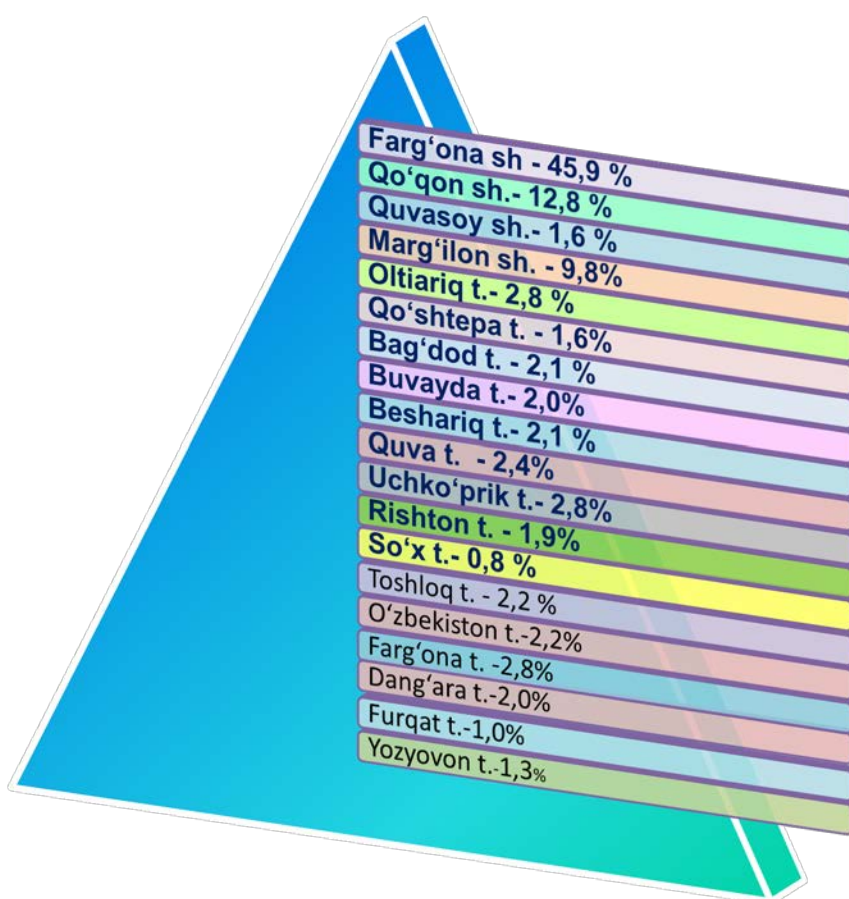 Farg‘ona sh - 45,9 %
Qo‘qon sh.- 12,8 %
Quvasoy sh.- 1,6 %
Marg‘ilon sh. - 9,8%
Oltiariq t.- 2,8 %
Qo‘shtepa t. - 1,6%
Bag‘dod t. - 2,1 %
Buvayda t.- 2,0%
Beshariq t.- 2,1 %
Quva t.  - 2,4%
Uchko‘prik t.- 2,8%
Rishton t. - 1,9%
So‘x t.- 0,8 %
Toshloq t. - 2,2 %
O‘zbekiston t.-2,2%
Farg‘ona t. -2,8%
Dang‘ara t.-2,0%
Furqat t.-1,0%
Yozyovon t.-1,3%